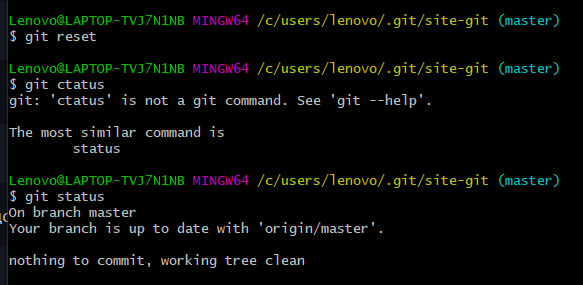 Lenovo@LAPTOP-TVJ7N1NB MINGW64 /c/users/lenovo/.git/site-git (master)
$ git reset
Lenovo@LAPTOP-TVJ7N1NB MINGW64 /c/users/lenovo/.git/site-git (master)
$ git ctatus
git: 'ctatus' is not a git command. See 'git --help'.
The most similar command is
        status
Lenovo@LAPTOP-TVJ7N1NB MINGW64 /c/users/lenovo/.git/site-git (master)
$ git status
On branch master
Your branch is up to date with 'origin/master'.
nothing to commit, working tree clean